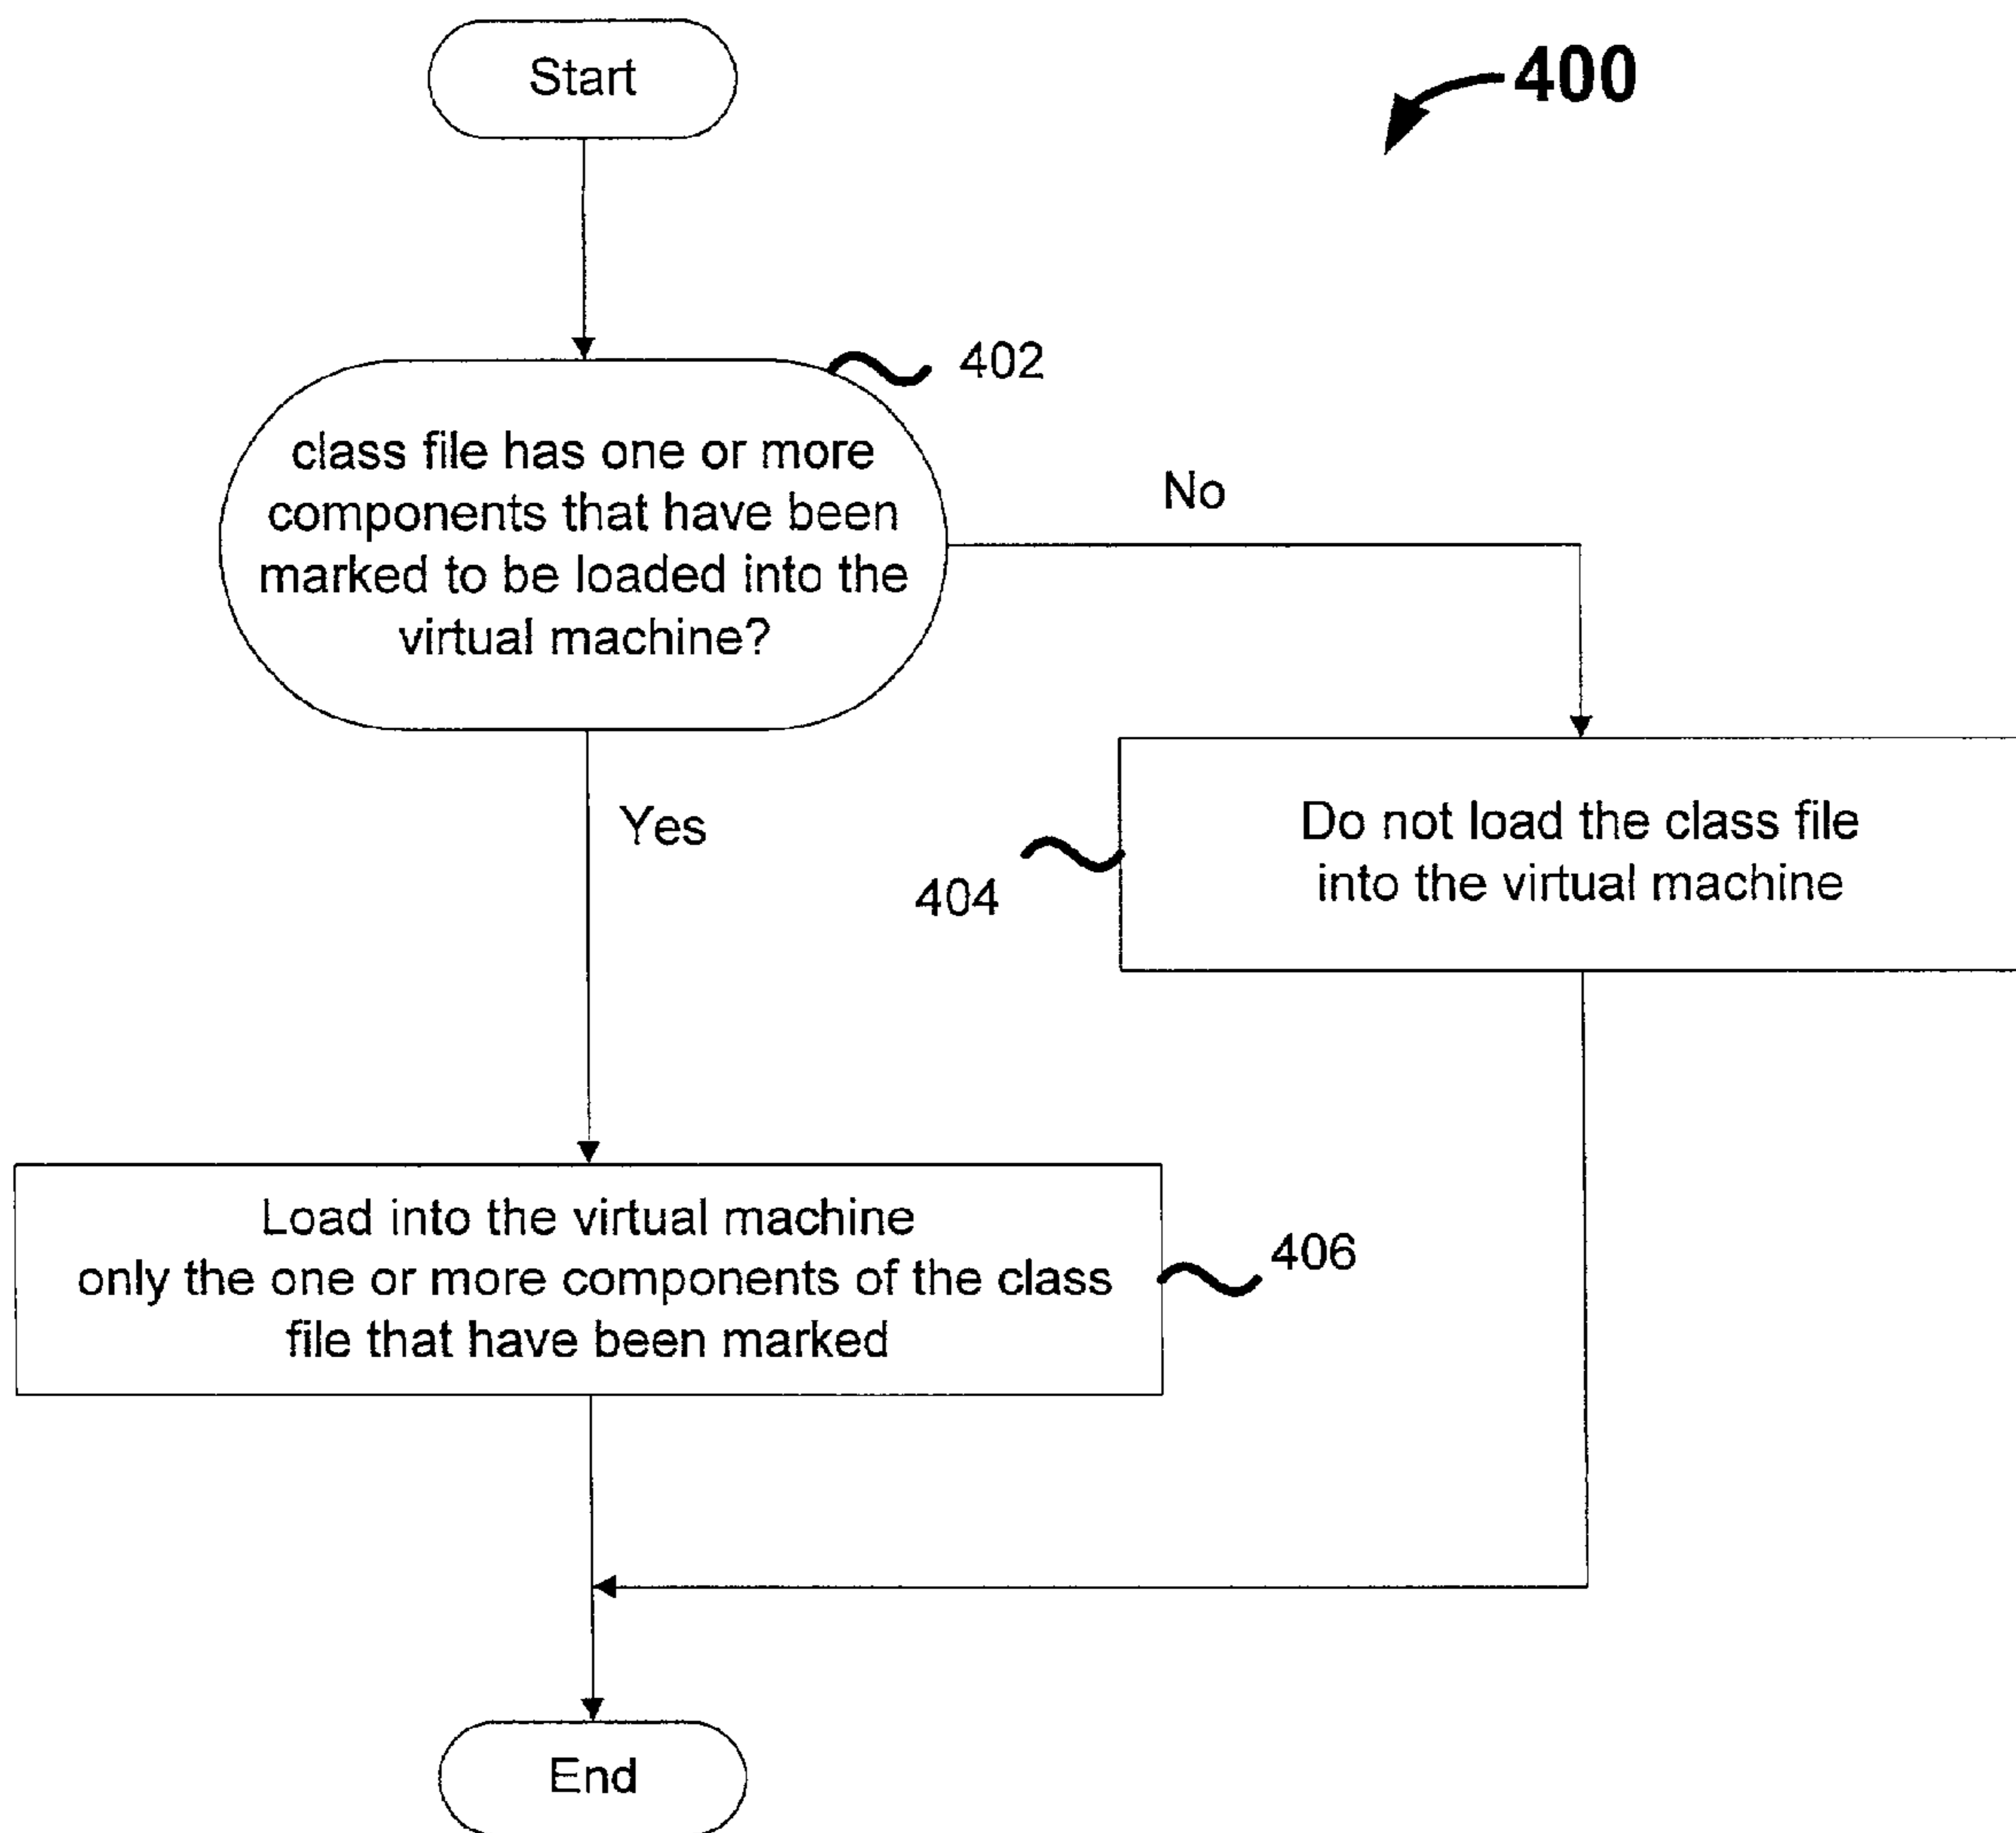 Start
400
402
class file has one or more
components that have been
marked to be loaded into the
virtual machine?
No
Yes
Do not load the class file
into the virtual machine
404
Load into the virtual machine
only the one or more components of the class
file that have been marked
406
End